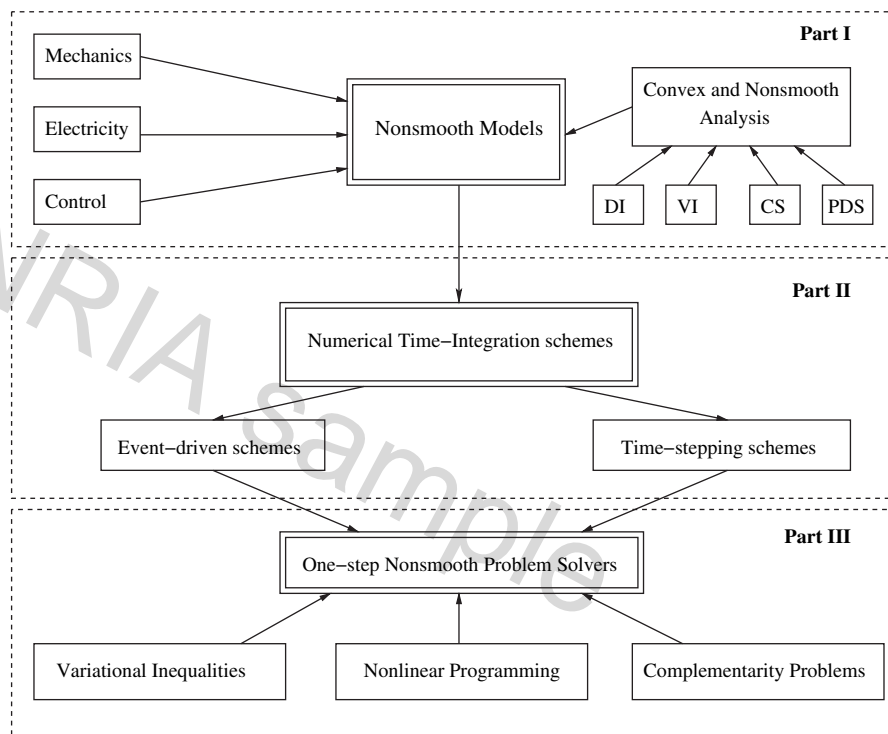 Part I
Mechanics
Electricity
Control
Nonsmooth Models
Convex and Nonsmooth
Analysis
DI
VI
CS
PDS
Part II
Numerical Time−Integration schemes
Event−driven schemes
Time−stepping schemes
Part III
One−step Nonsmooth Problem Solvers
Variational Inequalities
Nonlinear Programming
Complementarity Problems
NRIA sample